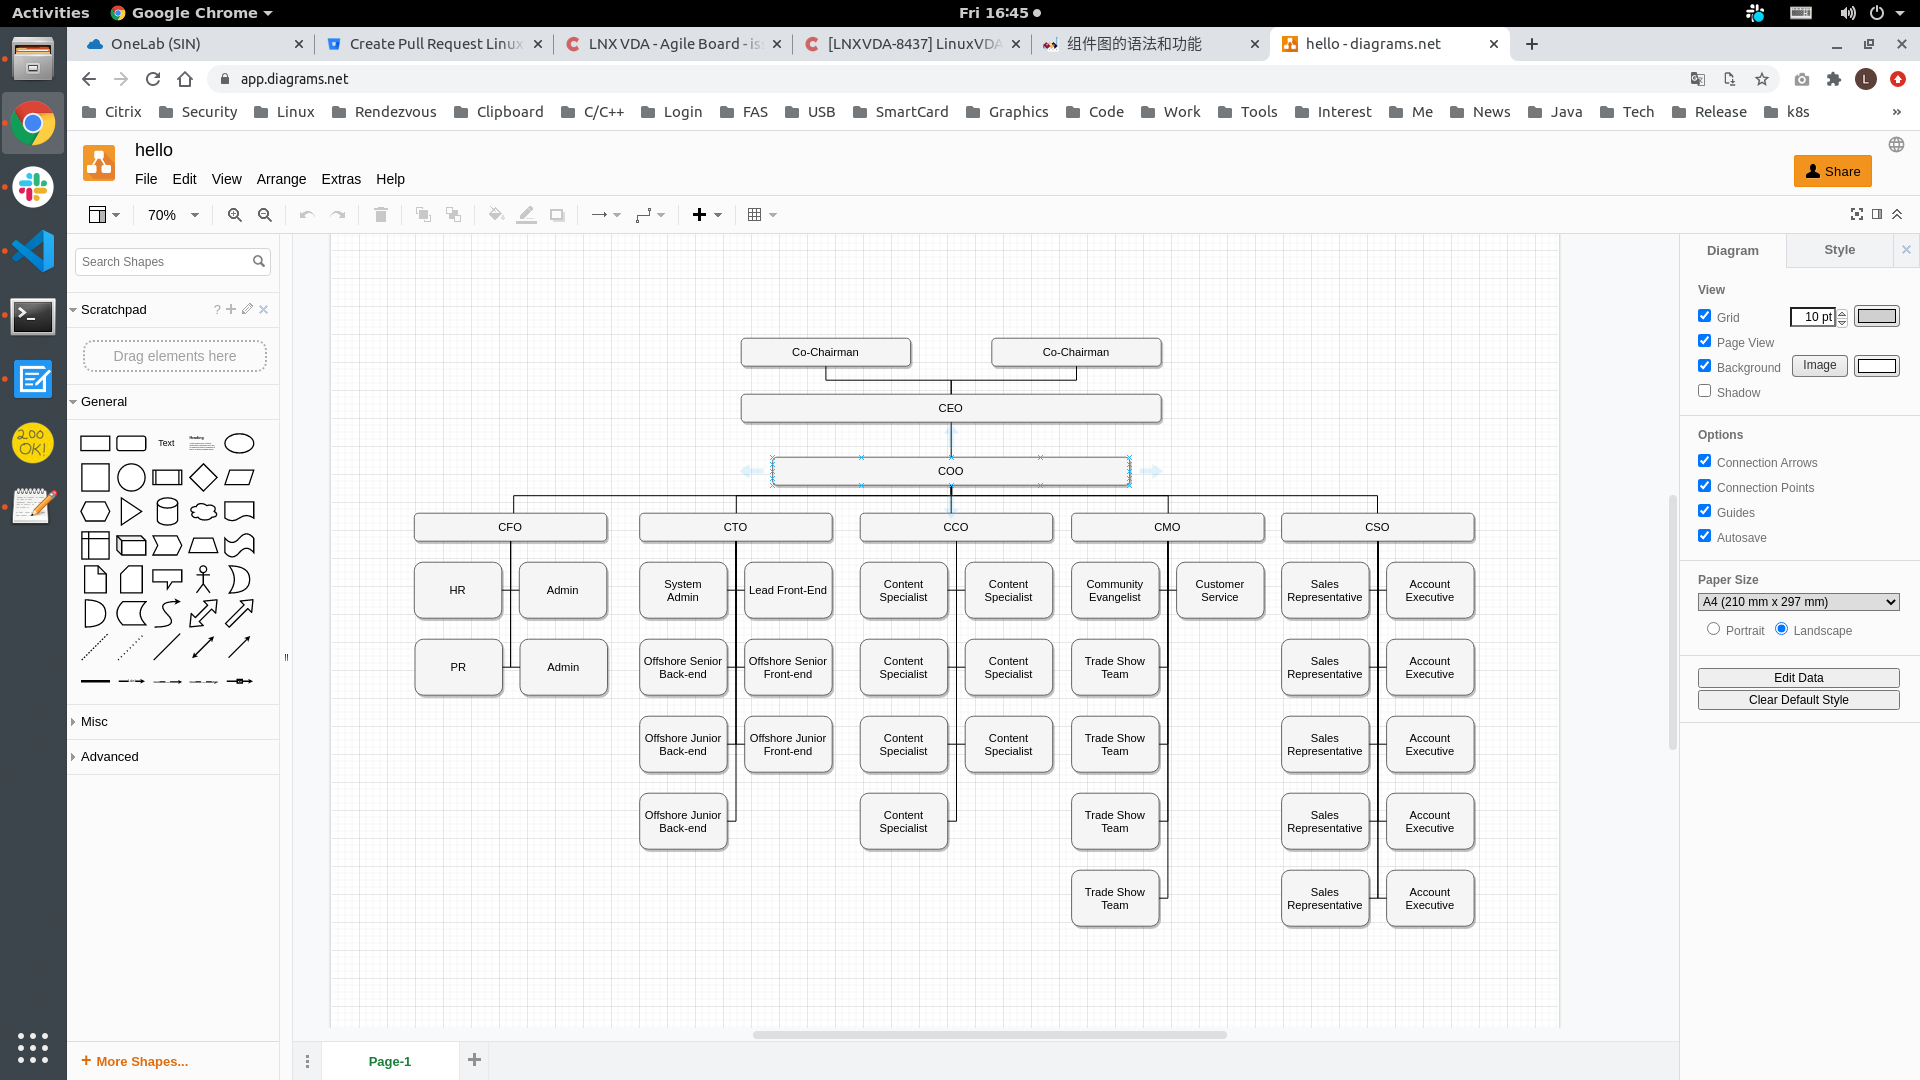 Activities
Google Chrome
Fri 16:45
OneLab (SIN)
Create Pull Request Linux
LNX VDA - Agile Board - iss
[LNXVDA-8437] LinuxVDA
组件图的语法和功能
hello - diagrams.net
app.diagrams.net
L
Citrix
Security
Linux
Rendezvous
Clipboard
C/C++
Login
FAS
USB
SmartCard
Graphics
Code
Work
Tools
Interest
Me
News
Java
Tech
Release
k8s
»
hello
File
Edit
View
Arrange
Extras
Help
Share
70%
Search Shapes
Scratchpad
?
Drag elements here
General
Text
Heading
Misc
Advanced
+ More Shapes...
200
OK!
Co-Chairman
Co-Chairman
CEO
COO
CFO
CTO
CCO
CMO
CSO
HR
Admin
System
Admin
Lead Front-End
Content
Specialist
Content
Specialist
Community
Evangelist
Customer
Service
Sales
Representative
Account
Executive
PR
Admin
Offshore Senior
Back-end
Offshore Senior
Front-end
Content
Specialist
Content
Specialist
Trade Show
Team
Sales
Representative
Account
Executive
Offshore Junior
Back-end
Offshore Junior
Front-end
Content
Specialist
Content
Specialist
Trade Show
Team
Sales
Representative
Account
Executive
Offshore Junior
Back-end
Content
Specialist
Trade Show
Team
Sales
Representative
Account
Executive
Trade Show
Team
Sales
Representative
Account
Executive
Page-1
Diagram
Style
View
Grid
10 pt
Page View
Background
Image
Shadow
Options
Connection Arrows
Connection Points
Guides
Autosave
Paper Size
A4 (210 mm x 297 mm)
Portrait
Landscape
Edit Data
Clear Default Style